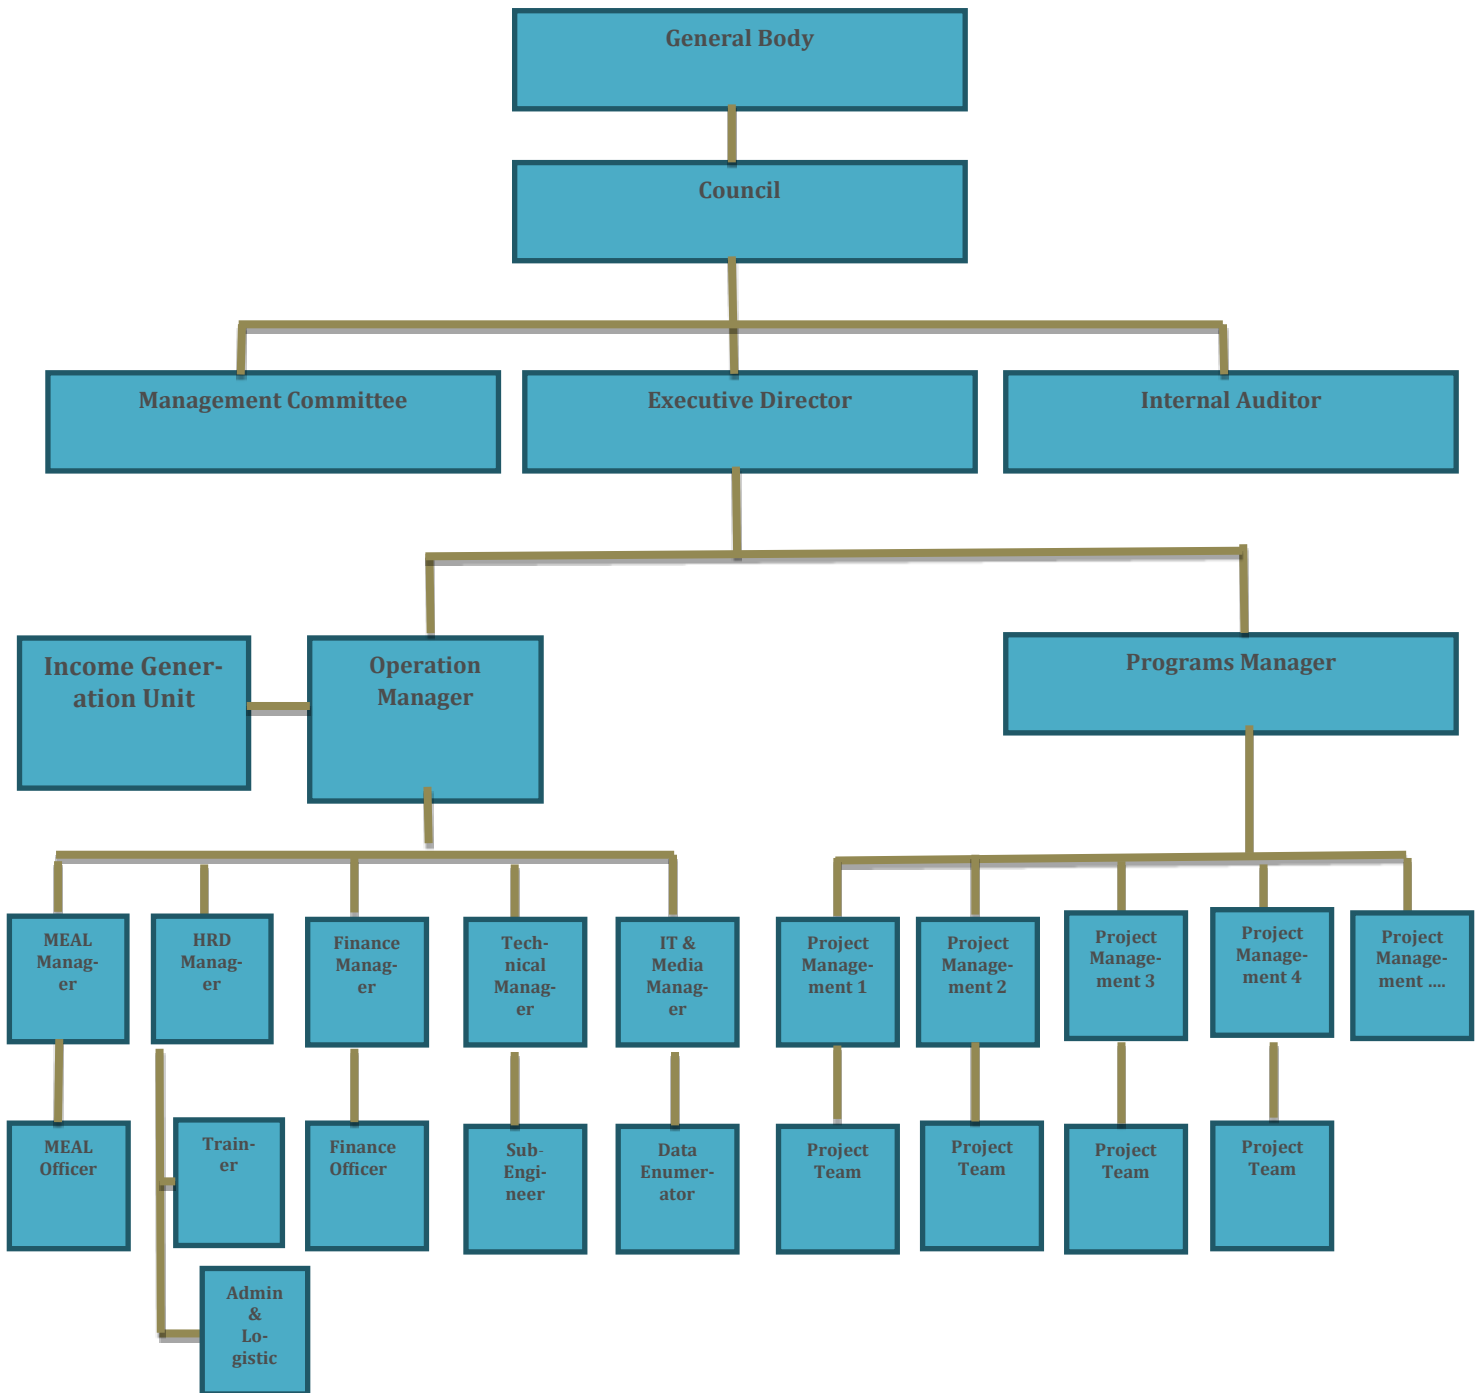 General Body
Council
Management Committee
Executive Director
Internal Auditor
Income Gener-
ation Unit
Operation
Manager
Programs Manager
MEAL
Manag-
er
HRD
Manag-
er
Finance
Manag-
er
Tech-
nical
Manag-
er
IT &
Media
Manag-
er
Project
Manage-
ment 1
Project
Manage-
ment 2
Project
Manage-
ment 3
Project
Manage-
ment 4
Project
Manage-
ment ....
MEAL
Officer
Train-
er
Finance
Officer
Sub-
Engi-
neer
Data
Enumer-
ator
Project
Team
Project
Team
Project
Team
Project
Team
Admin
&
Lo-
gistic